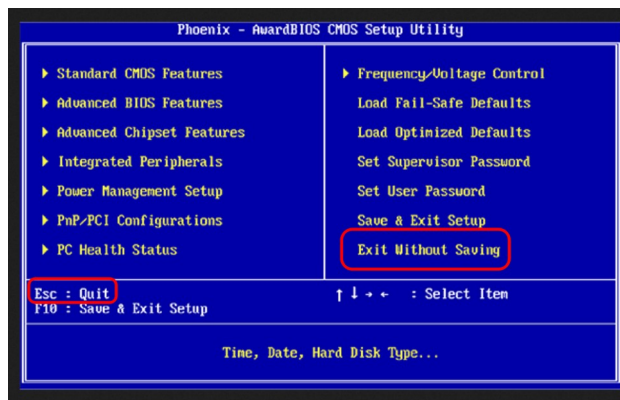 Phoenix - AwardBIOS CMOS Setup Utility
▶ Standard CMOS Features
▶ Advanced BIOS Features
▶ Advanced Chipset Features
▶ Integrated Peripherals
▶ Power Management Setup
▶ PnP/PCI Configurations
▶ PC Health Status
▶ Frequency/Voltage Control
Load Fail-Safe Defaults
Load Optimized Defaults
Set Supervisor Password
Set User Password
Save & Exit Setup
Exit Without Saving
Esc : Quit
F10 : Save & Exit Setup
↑ ↓ → ← : Select Item
Time, Date, Hard Disk Type...